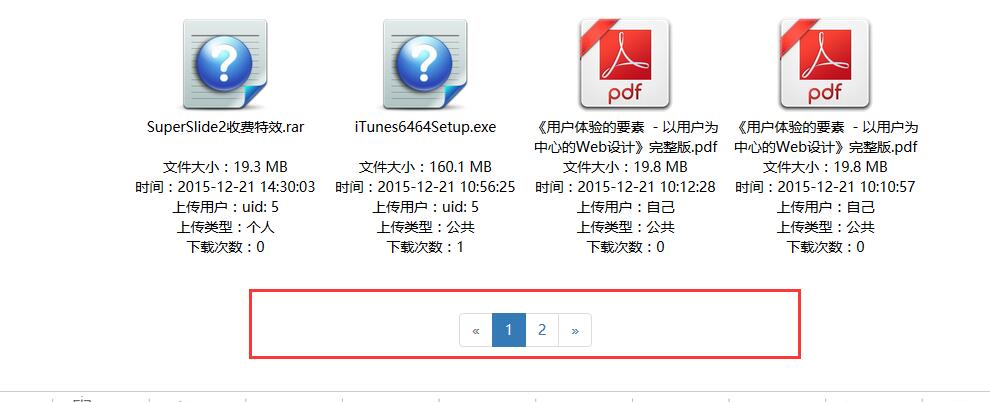 pdf
pdf
SuperSlide2收费特效.rar
iTunes6464Setup.exe
《用户体验的要素 - 以用户为
中心的Web设计》完整版.pdf
《用户体验的要素 - 以用户为
中心的Web设计》完整版.pdf
文件大小：19.3 MB
时间：2015-12-21 14:30:03
上传用户：uid: 5
上传类型：个人
下载次数：0
文件大小：160.1 MB
时间：2015-12-21 10:56:25
上传用户：uid: 5
上传类型：公共
下载次数：1
文件大小：19.8 MB
时间：2015-12-21 10:12:28
上传用户：自己
上传类型：公共
下载次数：0
文件大小：19.8 MB
时间：2015-12-21 10:10:57
上传用户：自己
上传类型：公共
下载次数：0
« 1 2 »